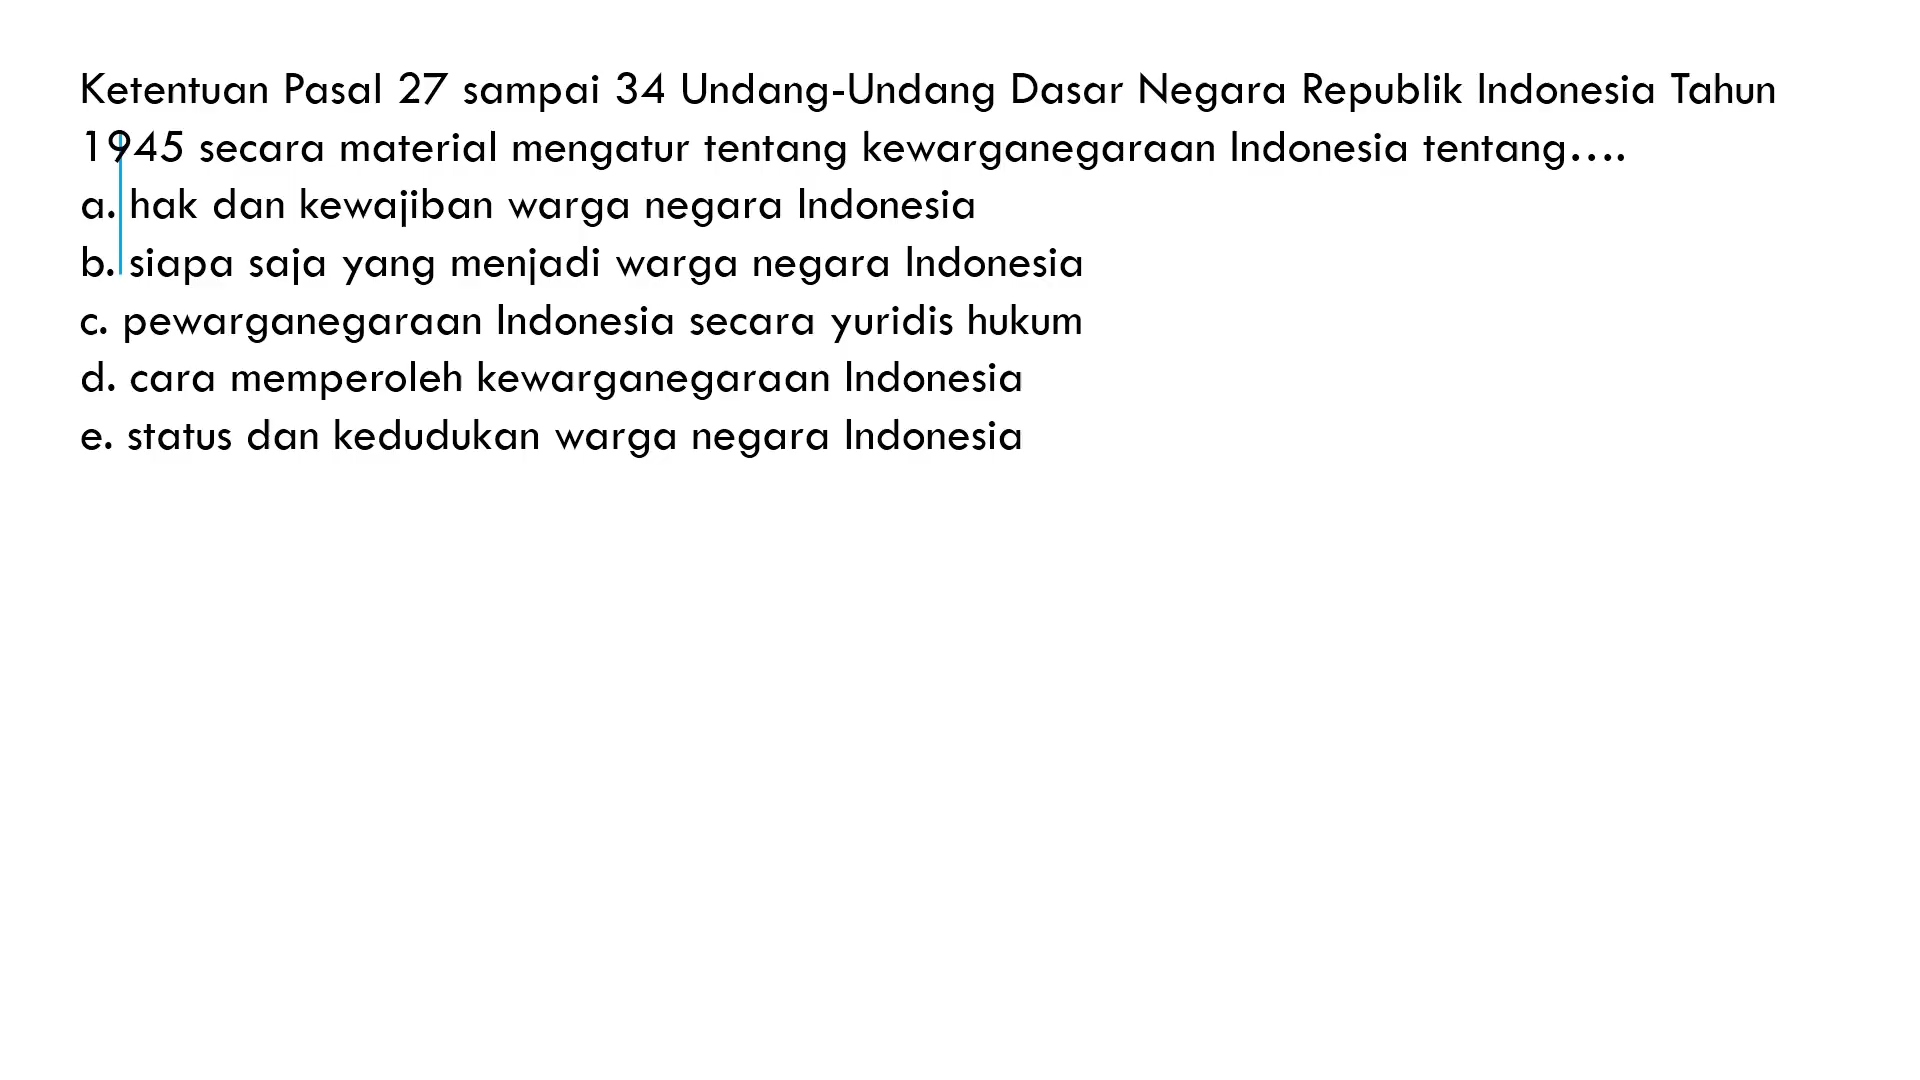 Ketentuan Pasal 27 sampai 34 Undang-Undang Dasar Negara Republik Indonesia Tahun
1945 secara material mengatur tentang kewarganegaraan Indonesia tentang….
a. hak dan kewajiban warga negara Indonesia
b. siapa saja yang menjadi warga negara Indonesia
c. pewarganegaraan Indonesia secara yuridis hukum
d. cara memperoleh kewarganegaraan Indonesia
e. status dan kedudukan warga negara Indonesia